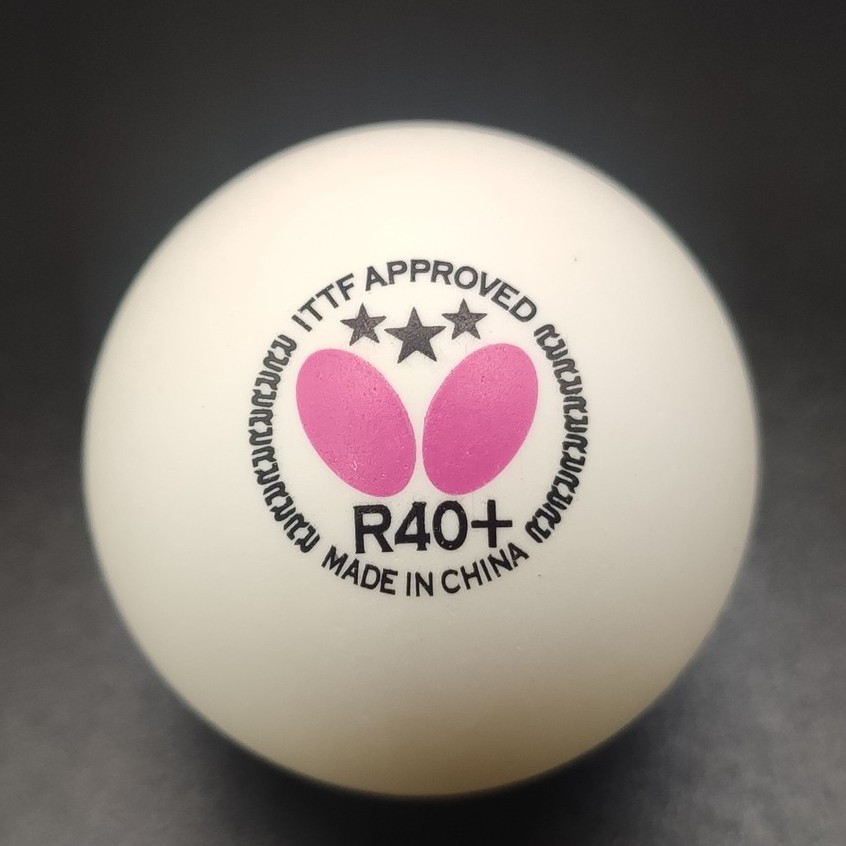 ITTF APPROVED
R40+
MADE IN CHINA